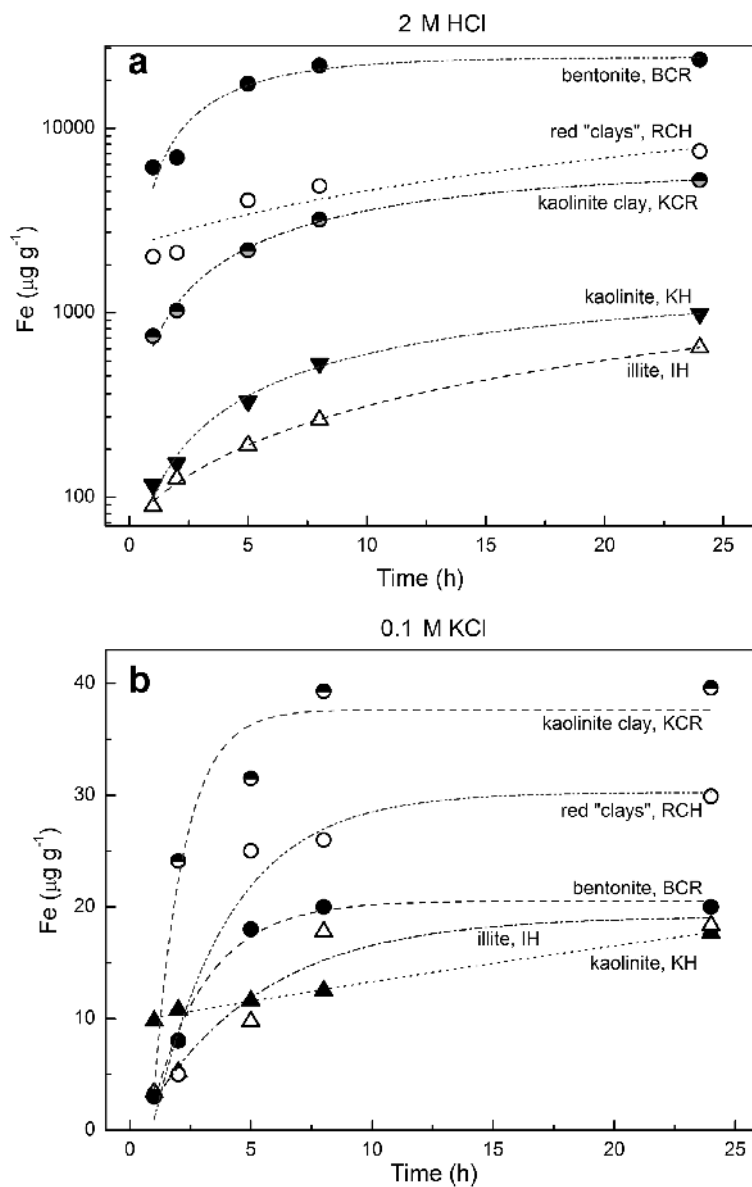 2 M HCl
a
bentonite, BCR
10000
red "clays", RCH
kaolinite clay, KCR
Fe (µg g⁻¹)
kaolinite, KH
1000
illite, IH
100
0 5 10 15 20 25
Time (h)
0.1 M KCl
b
40
kaolinite clay, KCR
30
red "clays", RCH
Fe (µg g⁻¹)
bentonite, BCR
20
illite, IH
kaolinite, KH
10
0
0 5 10 15 20 25
Time (h)